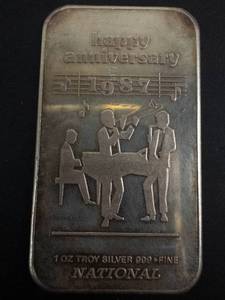 happy
anniversary
1987
1 OZ TROY SILVER 999+FINE
NATIONAL